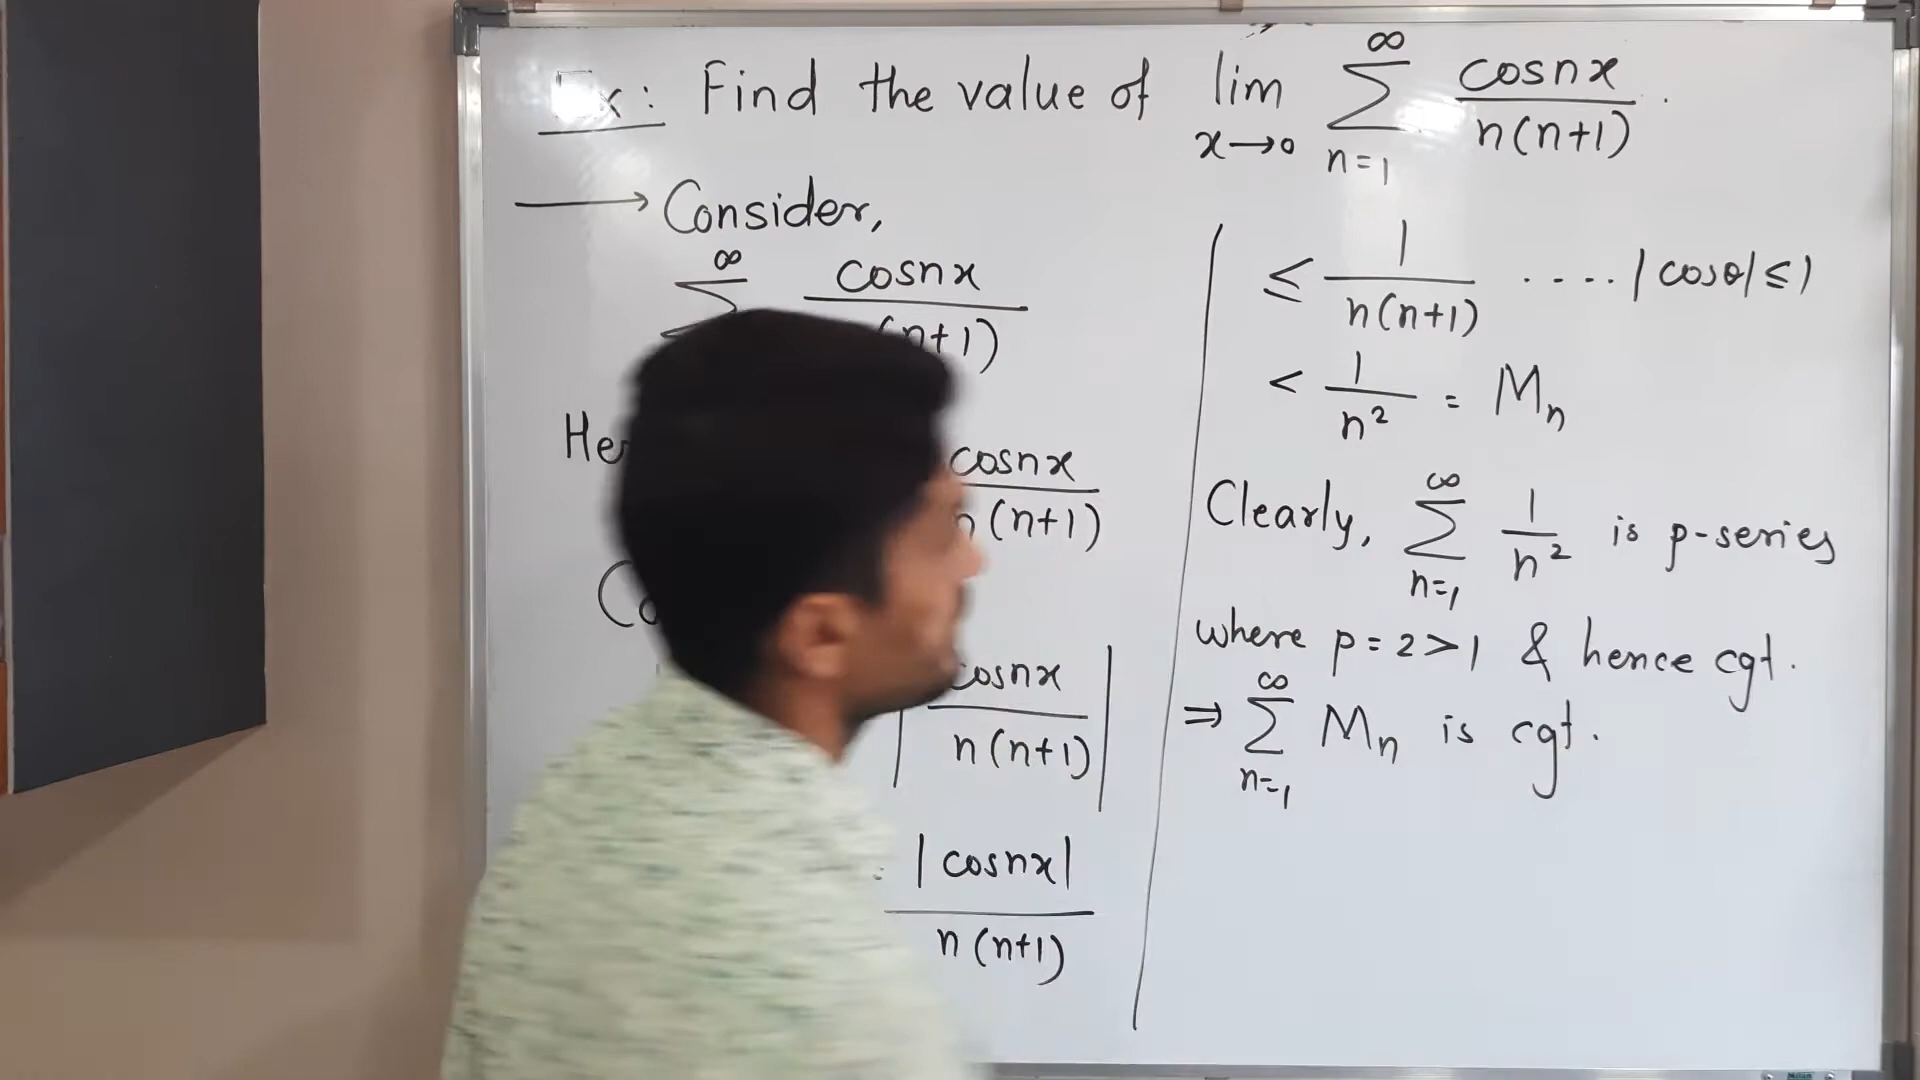 Ex: Find the value of lim x→0 ∞ Σ n=1 cosnx / n(n+1) .
⟶ Consider,
∞ Σ cosnx / (n+1)
cosnx / n(n+1)
| cosnx / n(n+1) |
|cosnx| / n(n+1)
≤ 1 / n(n+1) .... |cosθ| ≤ 1
< 1 / n² = Mn
Clearly, ∞ Σ n=1 1 / n² is p-series
where p = 2 > 1 & hence cgt.
⇒ ∞ Σ n=1 Mn is cgt.